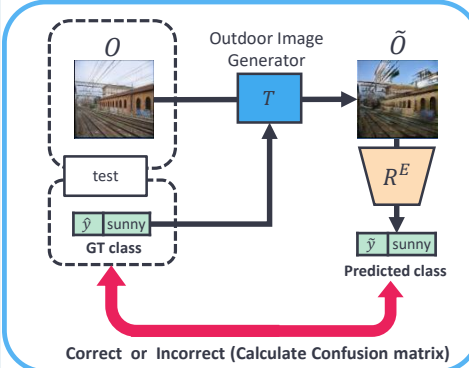 O
Outdoor Image
Generator
Õ
T
test
R^E
ŷ sunny
GT class
ỹ sunny
Predicted class
Correct or Incorrect (Calculate Confusion matrix)